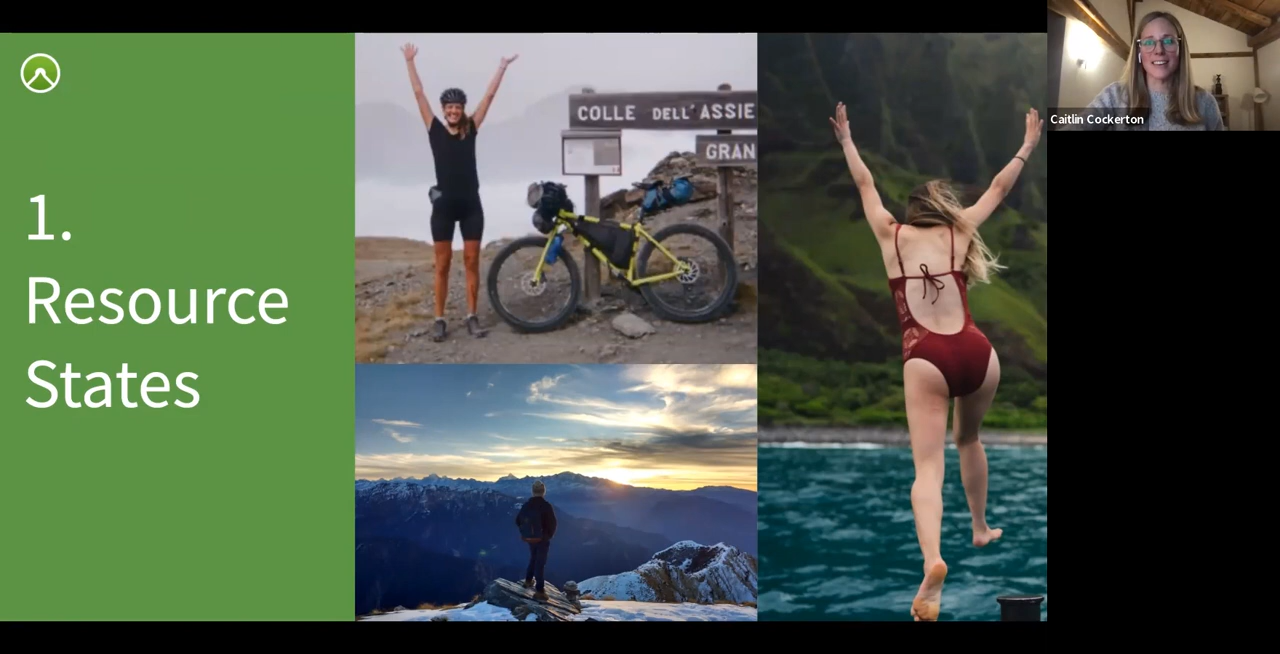 1.
Resource
States
COLLE DELL'ASSIE
GRAN
Caitlin Cockerton